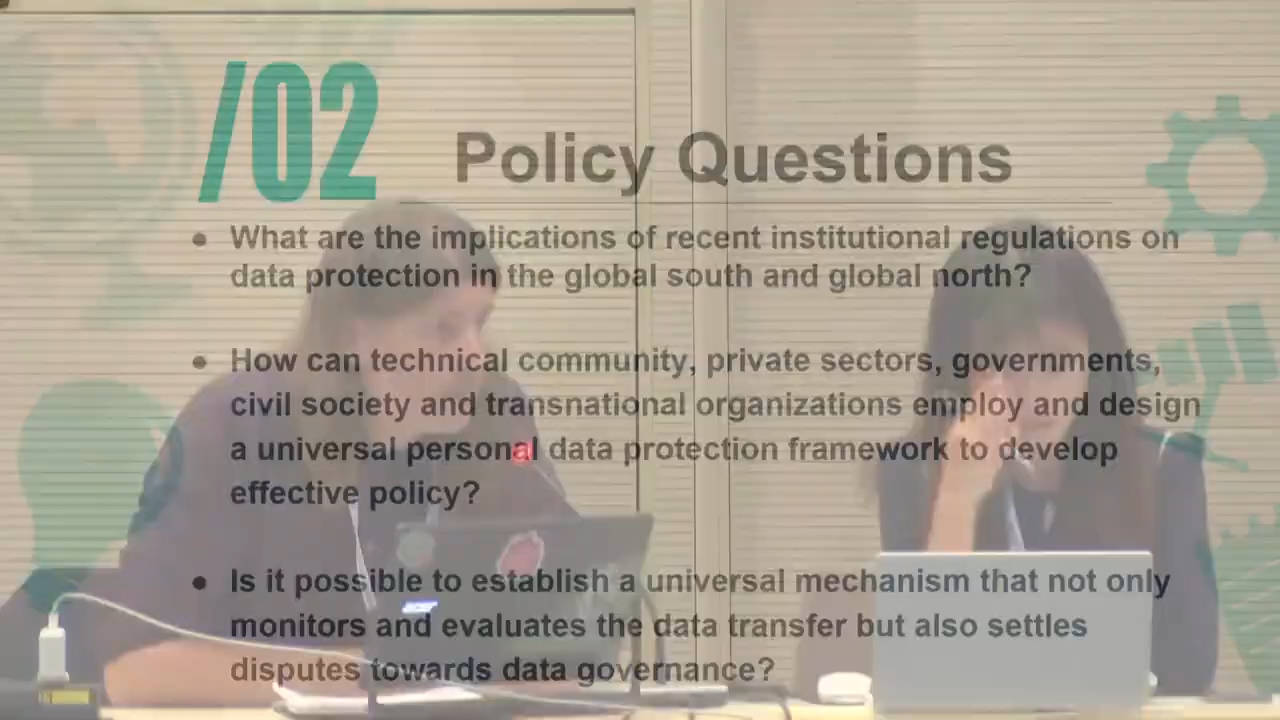 /02
Policy Questions
● What are the implications of recent institutional regulations on
data protection in the global south and global north?
● How can technical community, private sectors, governments,
civil society and transnational organizations employ and design
a universal personal data protection framework to develop
effective policy?
● Is it possible to establish a universal mechanism that not only
monitors and evaluates the data transfer but also settles
disputes towards data governance?